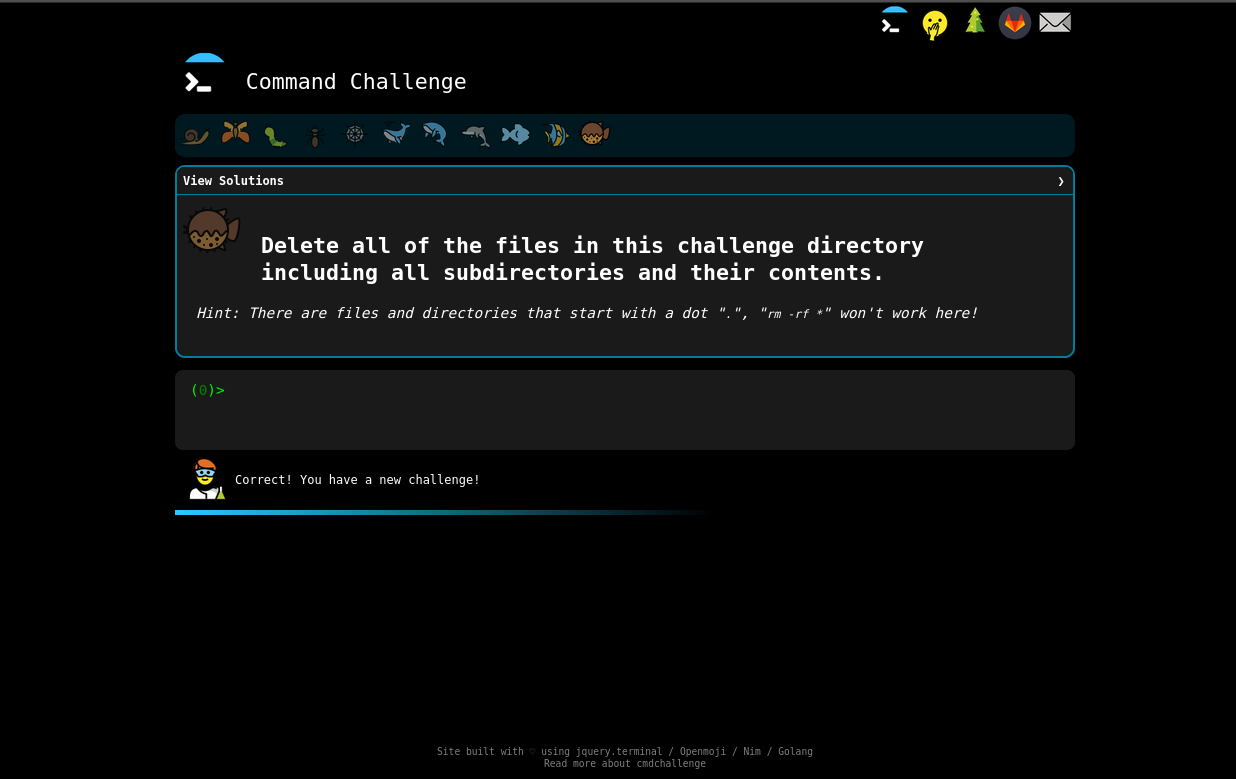 Command Challenge
View Solutions ❯
Delete all of the files in this challenge directory
including all subdirectories and their contents.
Hint: There are files and directories that start with a dot ".", "rm -rf *" won't work here!
(0)>
Correct! You have a new challenge!
Site built with ♡ using jquery.terminal / Openmoji / Nim / Golang
Read more about cmdchallenge